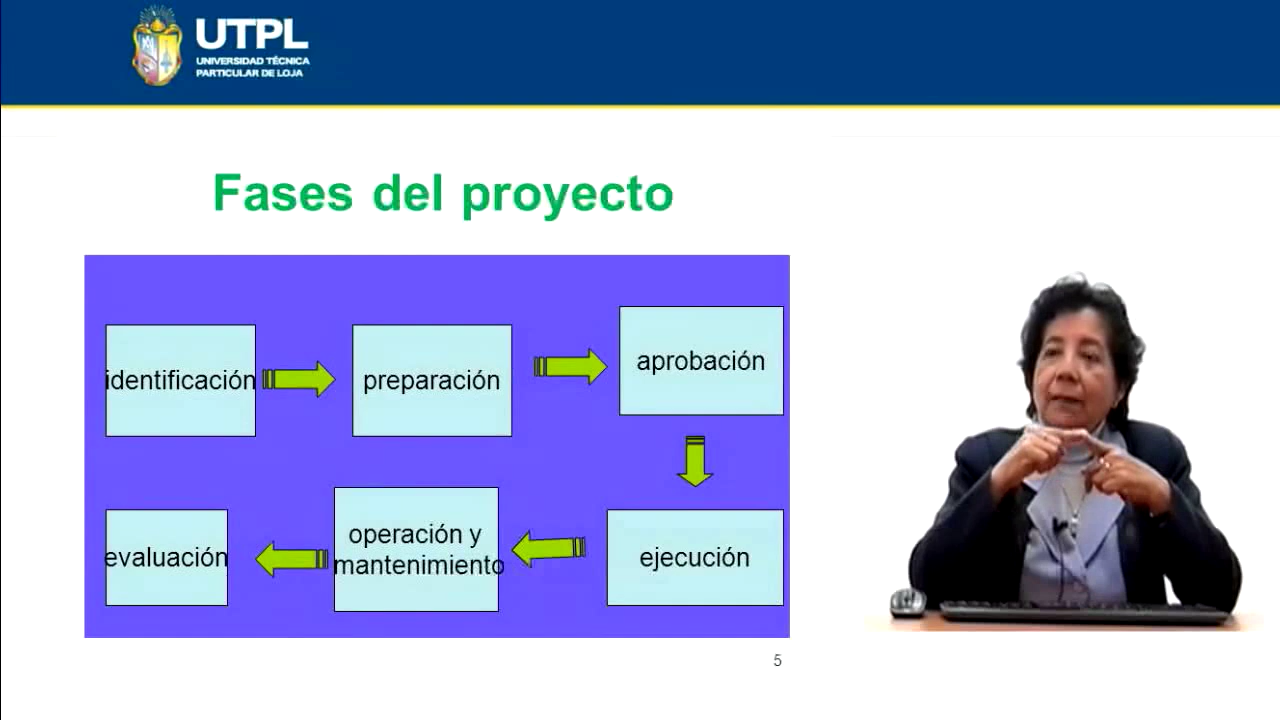 UTPL
UNIVERSIDAD TÉCNICA
PARTICULAR DE LOJA
Fases del proyecto
identificación
preparación
aprobación
evaluación
operación y
mantenimiento
ejecución
5